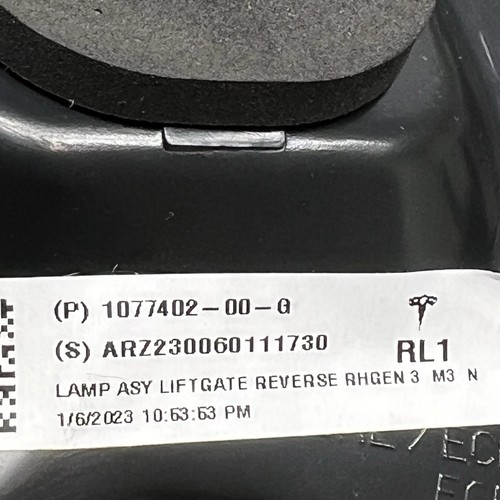 (P) 1077402-00-G
(S) ARZ230060111730
RL1
LAMP ASY LIFTGATE REVERSE RHGEN 3 M3 N
1/6/2023 10:53:53 PM